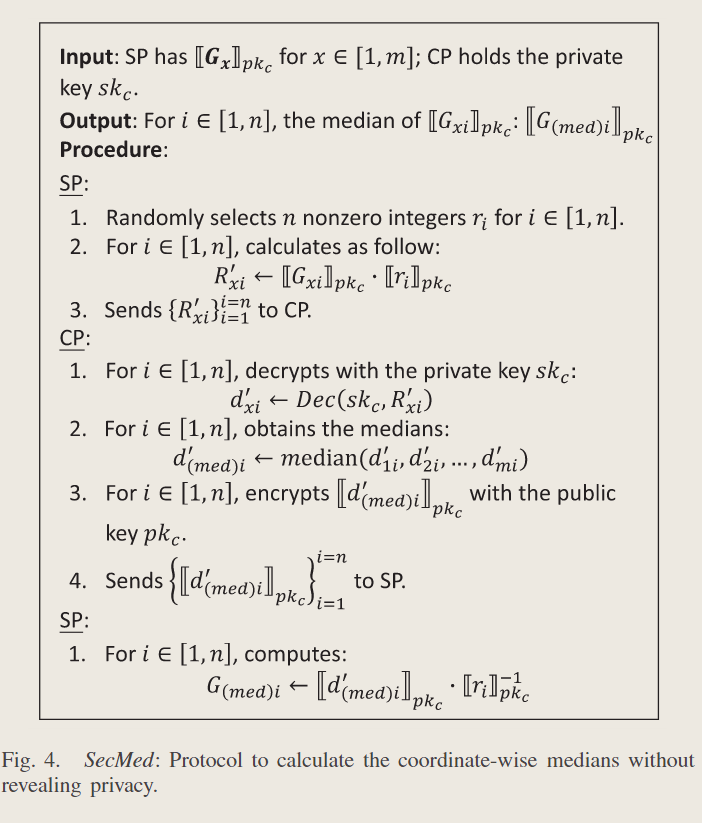 Input: SP has ⟦𝑮ₓ⟧_{pk_c} for x ∈ [1, m]; CP holds the private
key sk_c.
Output: For i ∈ [1, n], the median of ⟦G_{xi}⟧_{pk_c}: ⟦G_{(med)i}⟧_{pk_c}
Procedure:
SP:
1. Randomly selects n nonzero integers r_i for i ∈ [1, n].
2. For i ∈ [1, n], calculates as follow:
R′_{xi} ← ⟦G_{xi}⟧_{pk_c} · ⟦r_i⟧_{pk_c}
3. Sends {R′_{xi}}_{i=1}^{i=n} to CP.
CP:
1. For i ∈ [1, n], decrypts with the private key sk_c:
d′_{xi} ← Dec(sk_c, R′_{xi})
2. For i ∈ [1, n], obtains the medians:
d′_{(med)i} ← median(d′_{1i}, d′_{2i}, …, d′_{mi})
3. For i ∈ [1, n], encrypts ⟦d′_{(med)i}⟧_{pk_c} with the public
key pk_c.
4. Sends {⟦d′_{(med)i}⟧_{pk_c}}_{i=1}^{i=n} to SP.
SP:
1. For i ∈ [1, n], computes:
G_{(med)i} ← ⟦d′_{(med)i}⟧_{pk_c} · ⟦r_i⟧_{pk_c}^{−1}
Fig. 4. SecMed: Protocol to calculate the coordinate-wise medians without
revealing privacy.